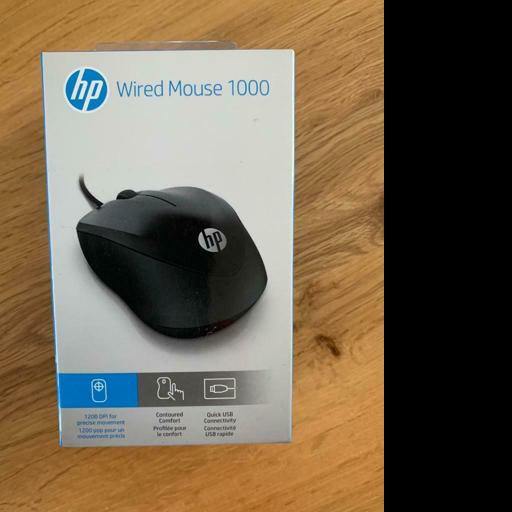 hp Wired Mouse 1000
hp
1200 DPI for
precise movement
1200 ppp pour un
mouvement précis
Contoured
Comfort
Profilée pour
le confort
Quick USB
Connectivity
Connectivité
USB rapide